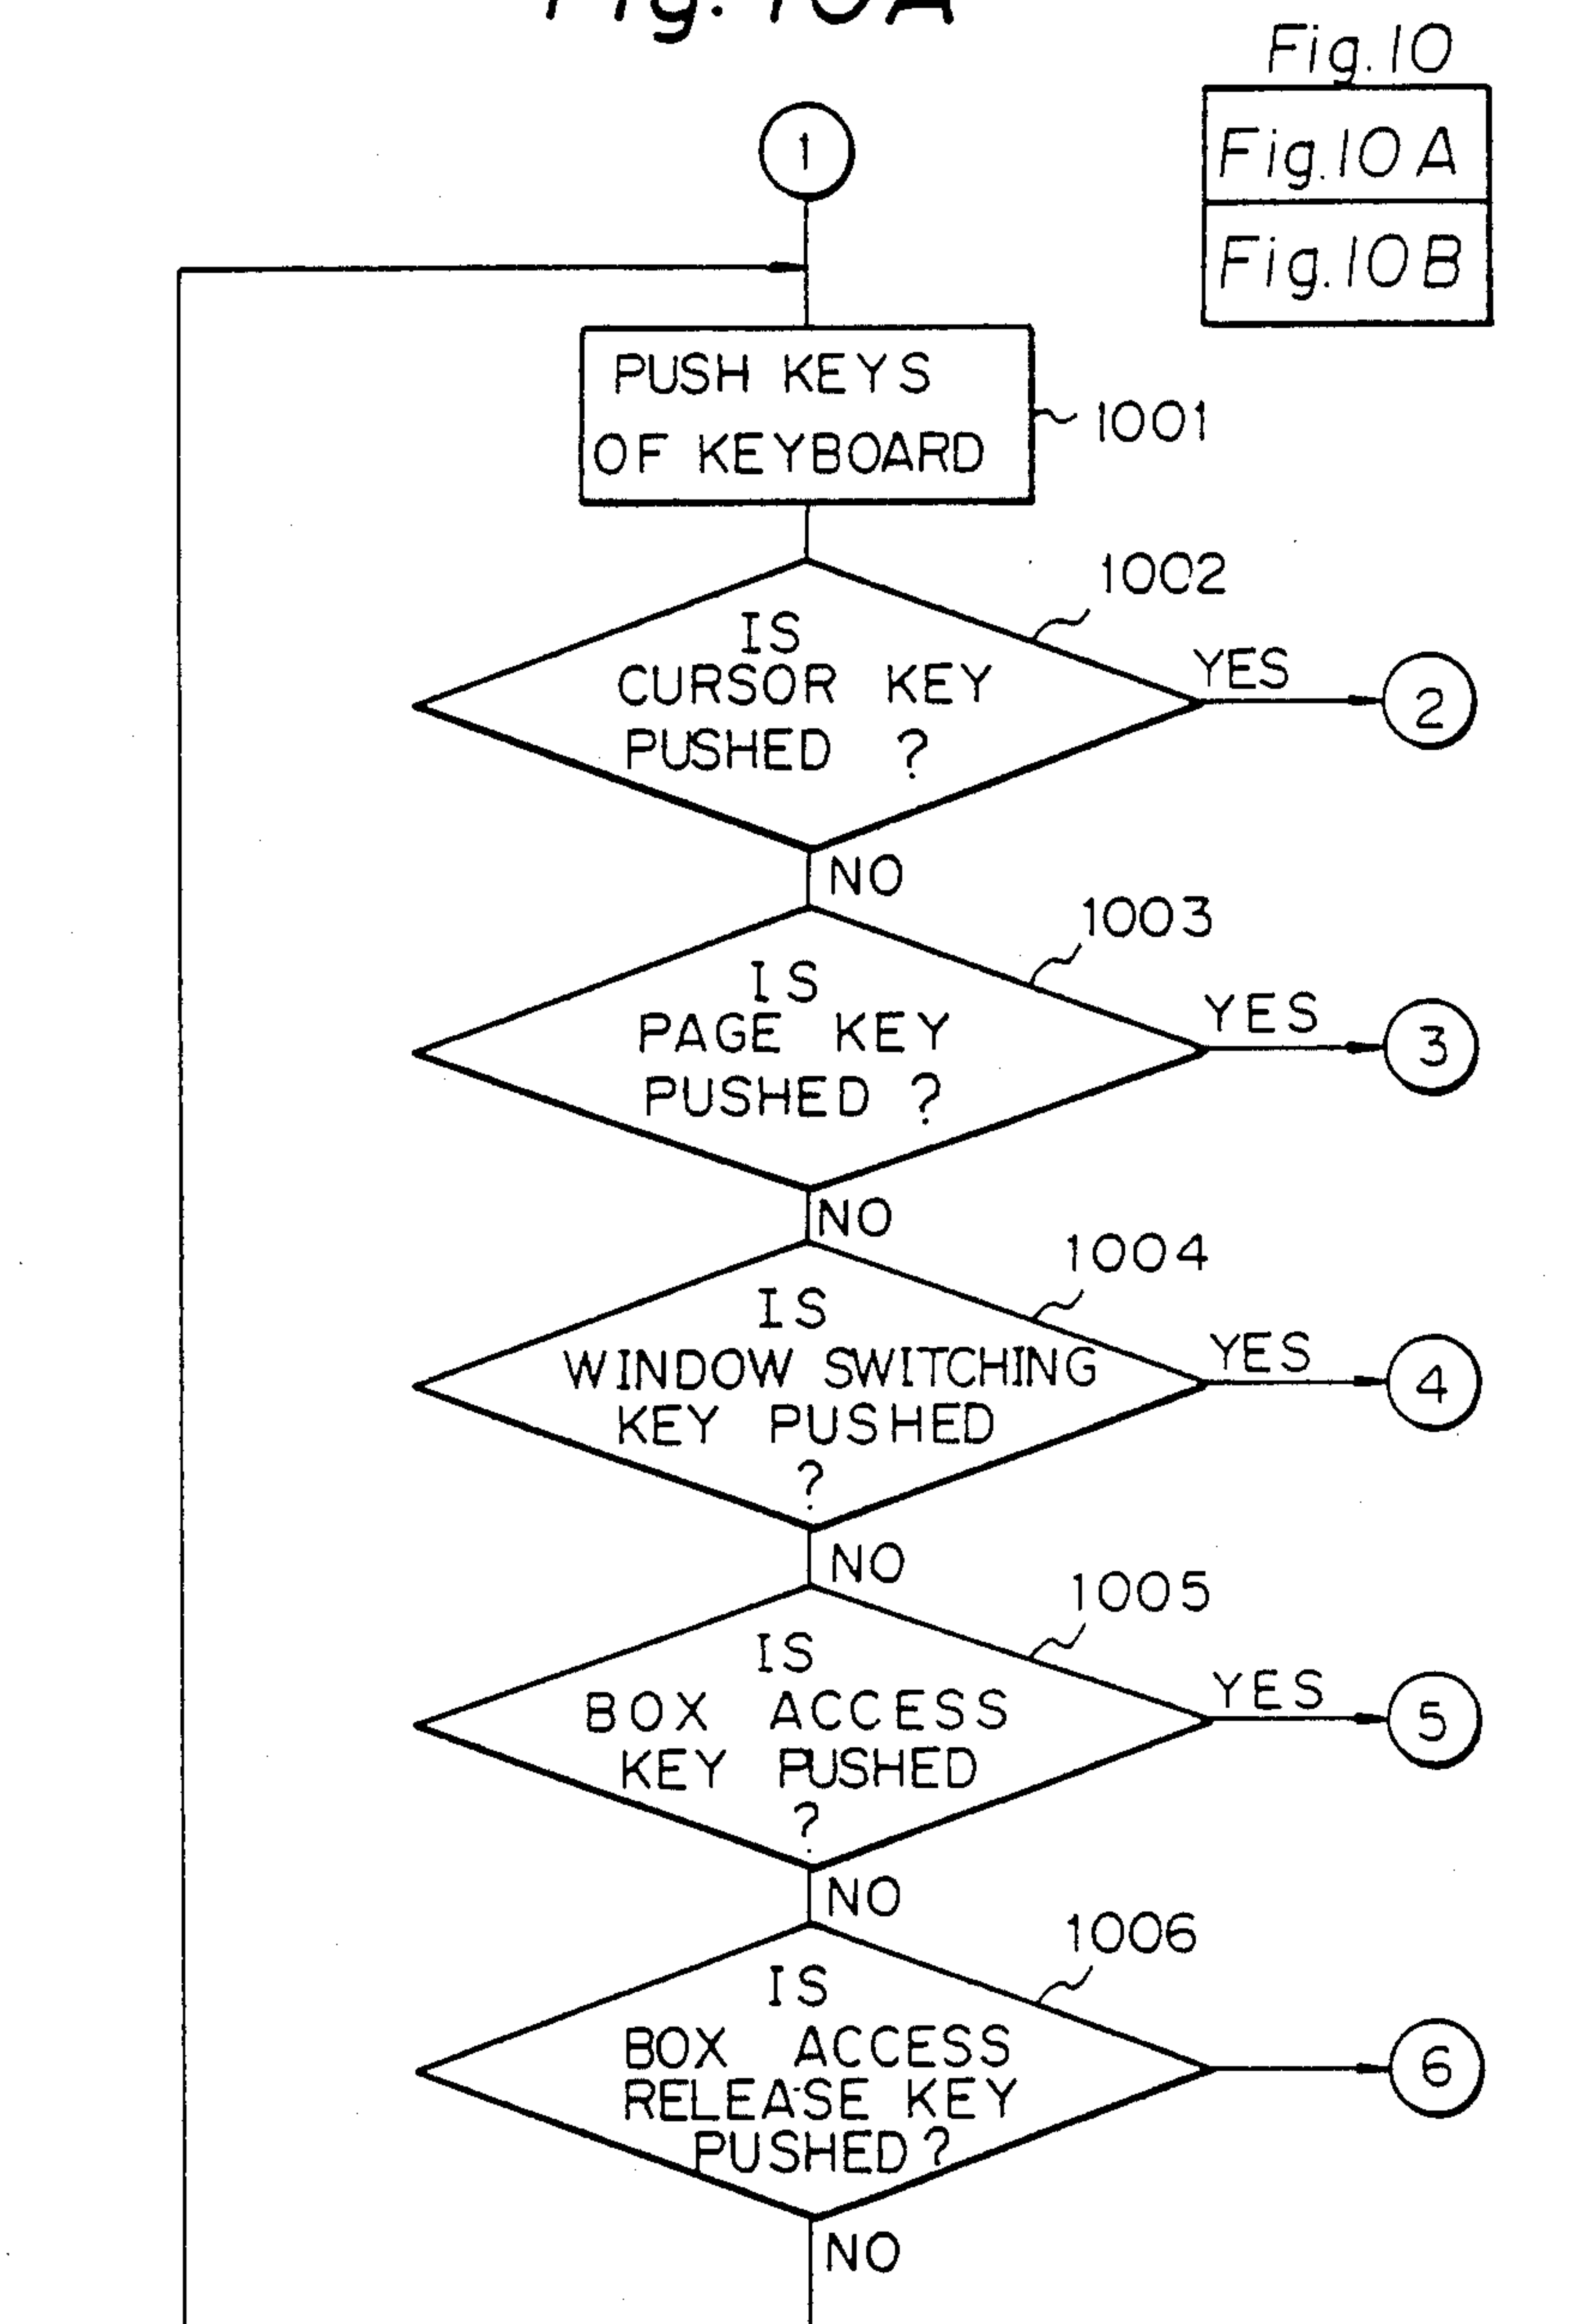 Fig. 10A
Fig. 10
Fig. 10A
Fig. 10B
1
PUSH KEYS
OF KEYBOARD
1001
1002
IS
CURSOR KEY
PUSHED ?
YES
2
NO
1003
IS
PAGE KEY
PUSHED ?
YES
3
NO
1004
IS
WINDOW SWITCHING
KEY PUSHED
?
YES
4
NO
1005
IS
BOX ACCESS
KEY PUSHED
?
YES
5
NO
1006
IS
BOX ACCESS
RELEASE KEY
PUSHED ?
6
NO